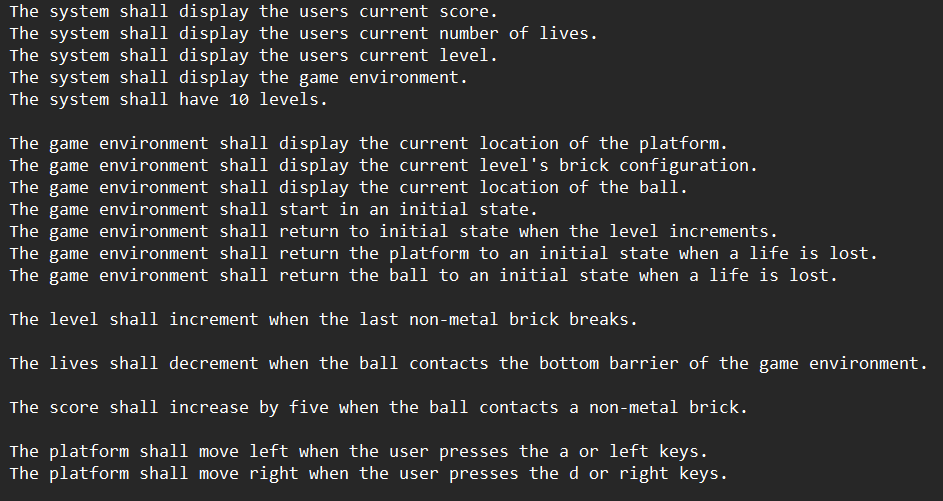 The system shall display the users current score.
The system shall display the users current number of lives.
The system shall display the users current level.
The system shall display the game environment.
The system shall have 10 levels.
The game environment shall display the current location of the platform.
The game environment shall display the current level's brick configuration.
The game environment shall display the current location of the ball.
The game environment shall start in an initial state.
The game environment shall return to initial state when the level increments.
The game environment shall return the platform to an initial state when a life is lost.
The game environment shall return the ball to an initial state when a life is lost.
The level shall increment when the last non-metal brick breaks.
The lives shall decrement when the ball contacts the bottom barrier of the game environment.
The score shall increase by five when the ball contacts a non-metal brick.
The platform shall move left when the user presses the a or left keys.
The platform shall move right when the user presses the d or right keys.